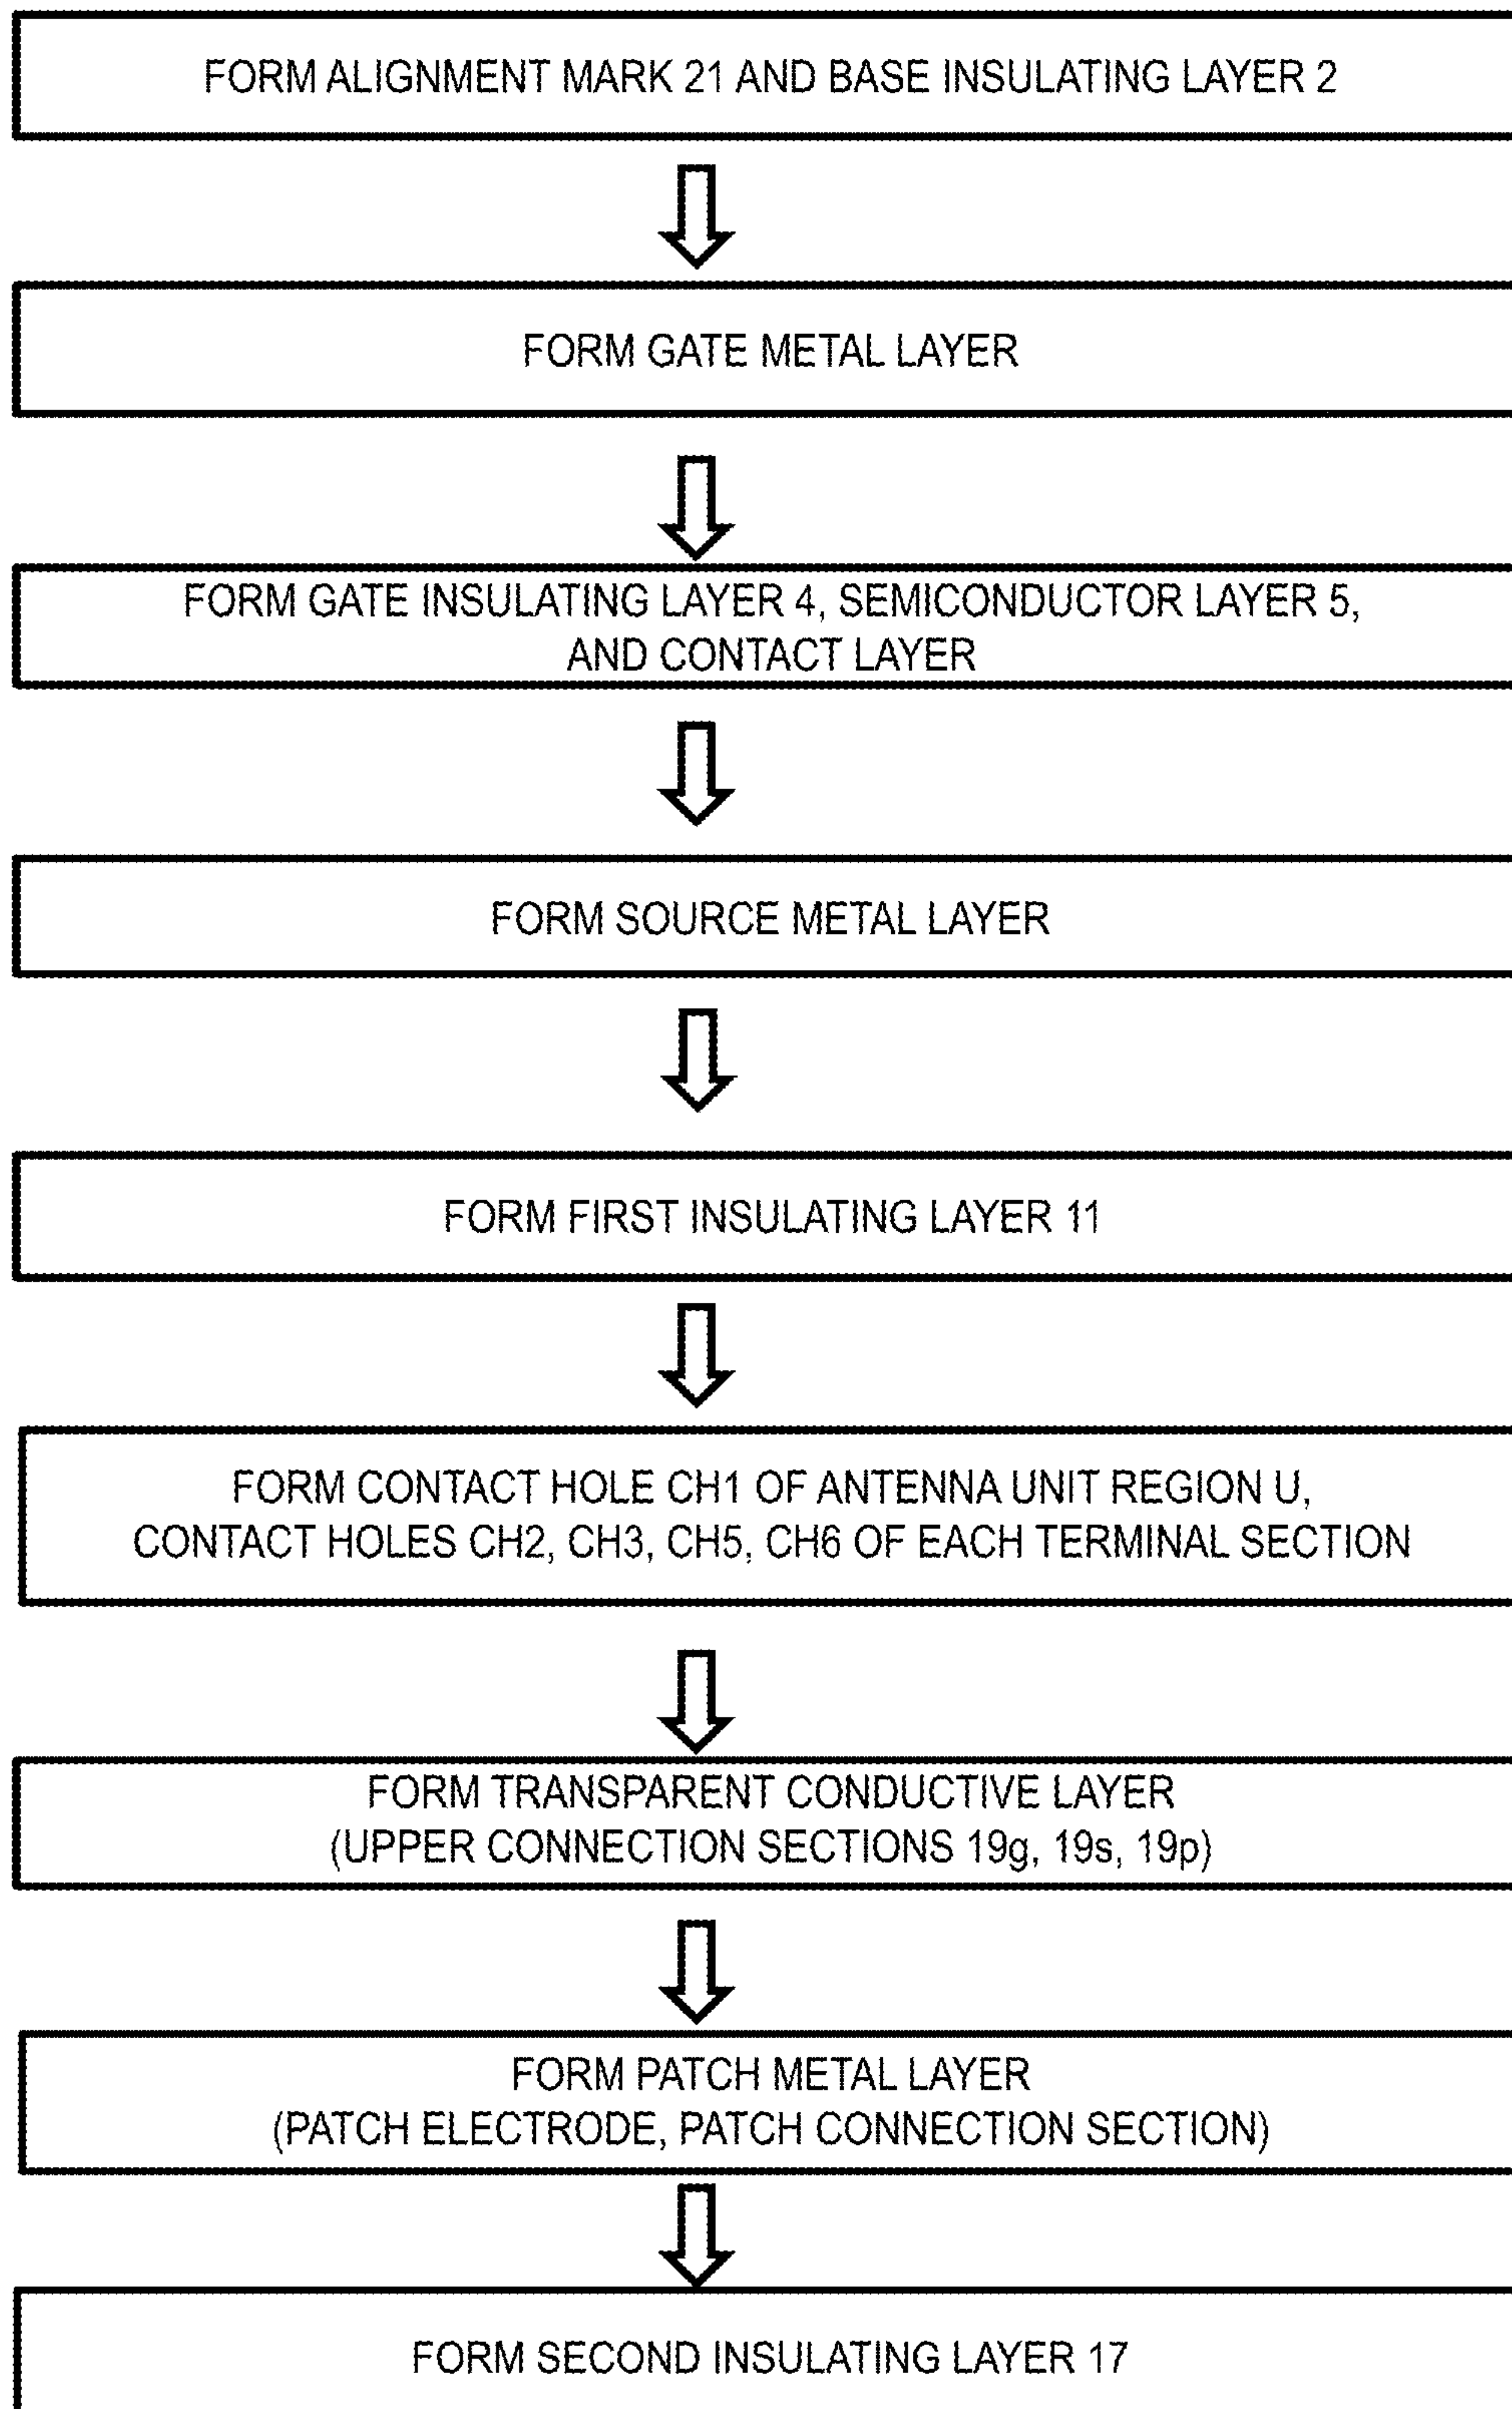 FORM ALIGNMENT MARK 21 AND BASE INSULATING LAYER 2
FORM GATE METAL LAYER
FORM GATE INSULATING LAYER 4, SEMICONDUCTOR LAYER 5,
AND CONTACT LAYER
FORM SOURCE METAL LAYER
FORM FIRST INSULATING LAYER 11
FORM CONTACT HOLE CH1 OF ANTENNA UNIT REGION U,
CONTACT HOLES CH2, CH3, CH5, CH6 OF EACH TERMINAL SECTION
FORM TRANSPARENT CONDUCTIVE LAYER
(UPPER CONNECTION SECTIONS 19g, 19s, 19p)
FORM PATCH METAL LAYER
(PATCH ELECTRODE, PATCH CONNECTION SECTION)
FORM SECOND INSULATING LAYER 17